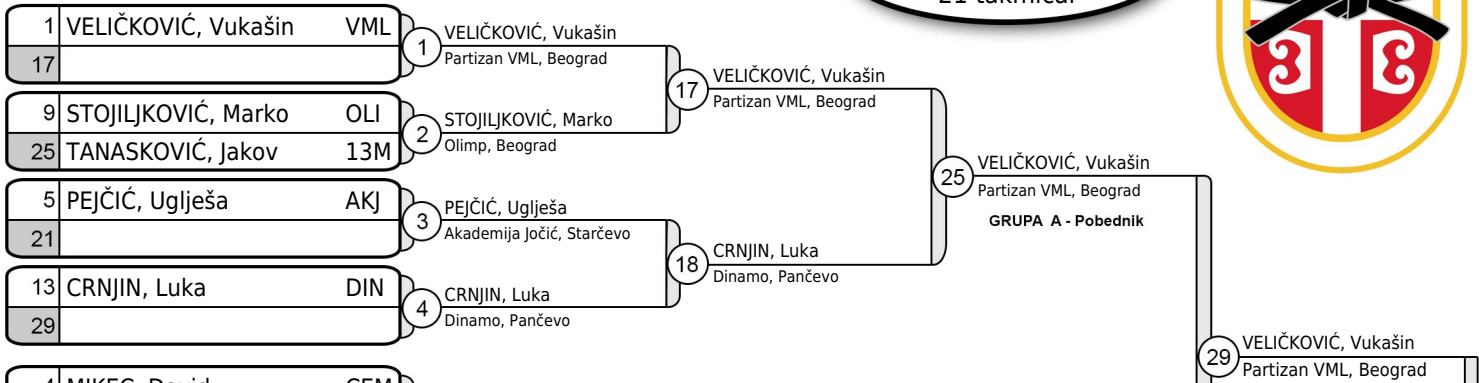 21 takmičar
1 VELIČKOVIĆ, Vukašin VML
17
1 VELIČKOVIĆ, Vukašin
Partizan VML, Beograd
9 STOJILJKOVIĆ, Marko OLI
25 TANASKOVIĆ, Jakov 13M
2 STOJILJKOVIĆ, Marko
Olimp, Beograd
17 VELIČKOVIĆ, Vukašin
Partizan VML, Beograd
5 PEJČIĆ, Uglješa AKJ
21
3 PEJČIĆ, Uglješa
Akademija Jočić, Starčevo
13 CRNJIN, Luka DIN
29
4 CRNJIN, Luka
Dinamo, Pančevo
18 CRNJIN, Luka
Dinamo, Pančevo
25 VELIČKOVIĆ, Vukašin
Partizan VML, Beograd
GRUPA A - Pobednik
29 VELIČKOVIĆ, Vukašin
Partizan VML, Beograd